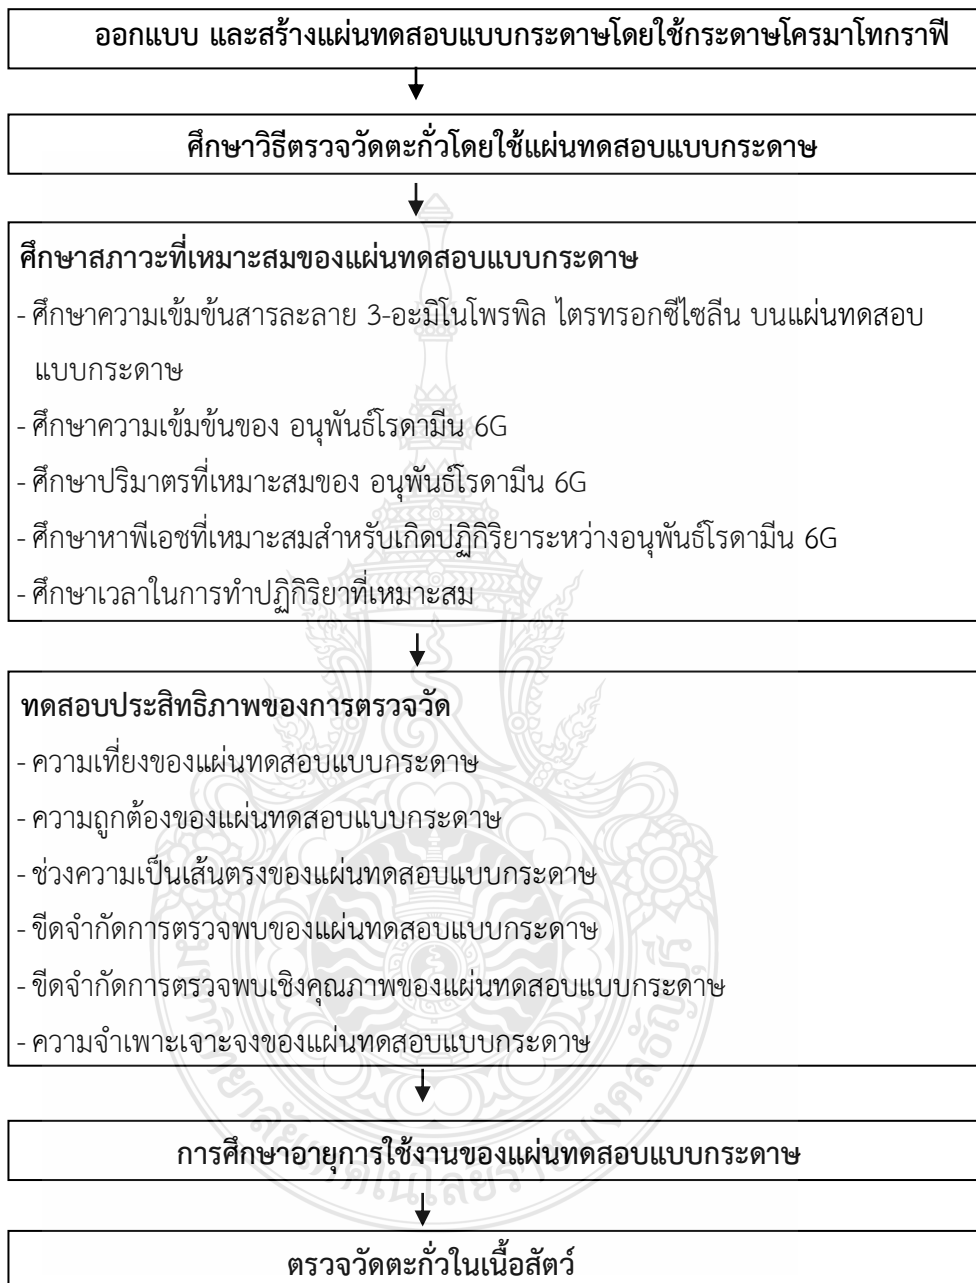 ออกแบบ และสร้างแผ่นทดสอบแบบกระดาษโดยใช้กระดาษโครมาโทกราฟี
ศึกษาวิธีตรวจวัดตะกั่วโดยใช้แผ่นทดสอบแบบกระดาษ
ศึกษาสภาวะที่เหมาะสมของแผ่นทดสอบแบบกระดาษ
- ศึกษาความเข้มข้นสารละลาย 3-อะมิโนโพรพิล ไตรทรอกซีไซลีน บนแผ่นทดสอบ
แบบกระดาษ
- ศึกษาความเข้มข้นของ อนุพันธ์โรดามีน 6G
- ศึกษาปริมาตรที่เหมาะสมของ อนุพันธ์โรดามีน 6G
- ศึกษาหาพีเอชที่เหมาะสมสำหรับเกิดปฏิกิริยาระหว่างอนุพันธ์โรดามีน 6G
- ศึกษาเวลาในการทำปฏิกิริยาที่เหมาะสม
ทดสอบประสิทธิภาพของการตรวจวัด
- ความเที่ยงของแผ่นทดสอบแบบกระดาษ
- ความถูกต้องของแผ่นทดสอบแบบกระดาษ
- ช่วงความเป็นเส้นตรงของแผ่นทดสอบแบบกระดาษ
- ขีดจำกัดการตรวจพบของแผ่นทดสอบแบบกระดาษ
- ขีดจำกัดการตรวจพบเชิงคุณภาพของแผ่นทดสอบแบบกระดาษ
- ความจำเพาะเจาะจงของแผ่นทดสอบแบบกระดาษ
มหาวิทยาลัยเทคโนโลยีราชมงคลธัญบุรี
การศึกษาอายุการใช้งานของแผ่นทดสอบแบบกระดาษ
ตรวจวัดตะกั่วในเนื้อสัตว์